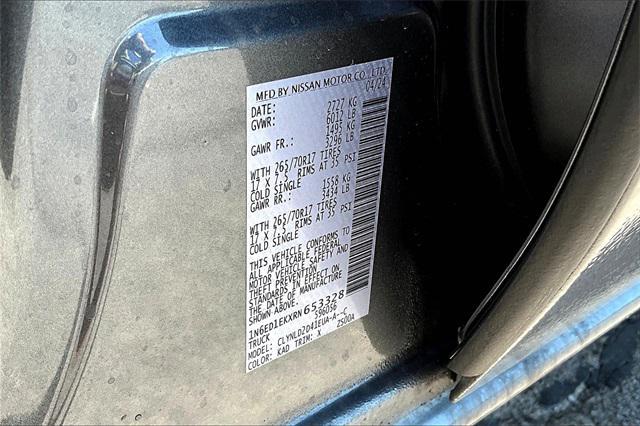 MFD BY NISSAN MOTOR CO., LTD.
DATE: 04/24
GVWR: 2727 KG
6012 LB
GAWR FR.: 1495 KG
3296 LB
WITH 265/70R17 TIRES
17 X 7.5 RIMS AT 35 PSI
COLD SINGLE
GAWR RR.: 1558 KG
3434 LB
WITH 265/70R17 TIRES
17 X 7.5 RIMS AT 35 PSI
COLD SINGLE
THIS VEHICLE CONFORMS TO
ALL APPLICABLE FEDERAL
MOTOR VEHICLE SAFETY AND
THEFT PREVENTION
STANDARDS IN EFFECT ON
THE DATE OF MANUFACTURE
SHOWN ABOVE.
1N6ED1EKXRN653328
TRUCK S9605B
MODEL: CLYNLD2D41EUA-A--C
COLOR: KAD TRIM: X ZS00A